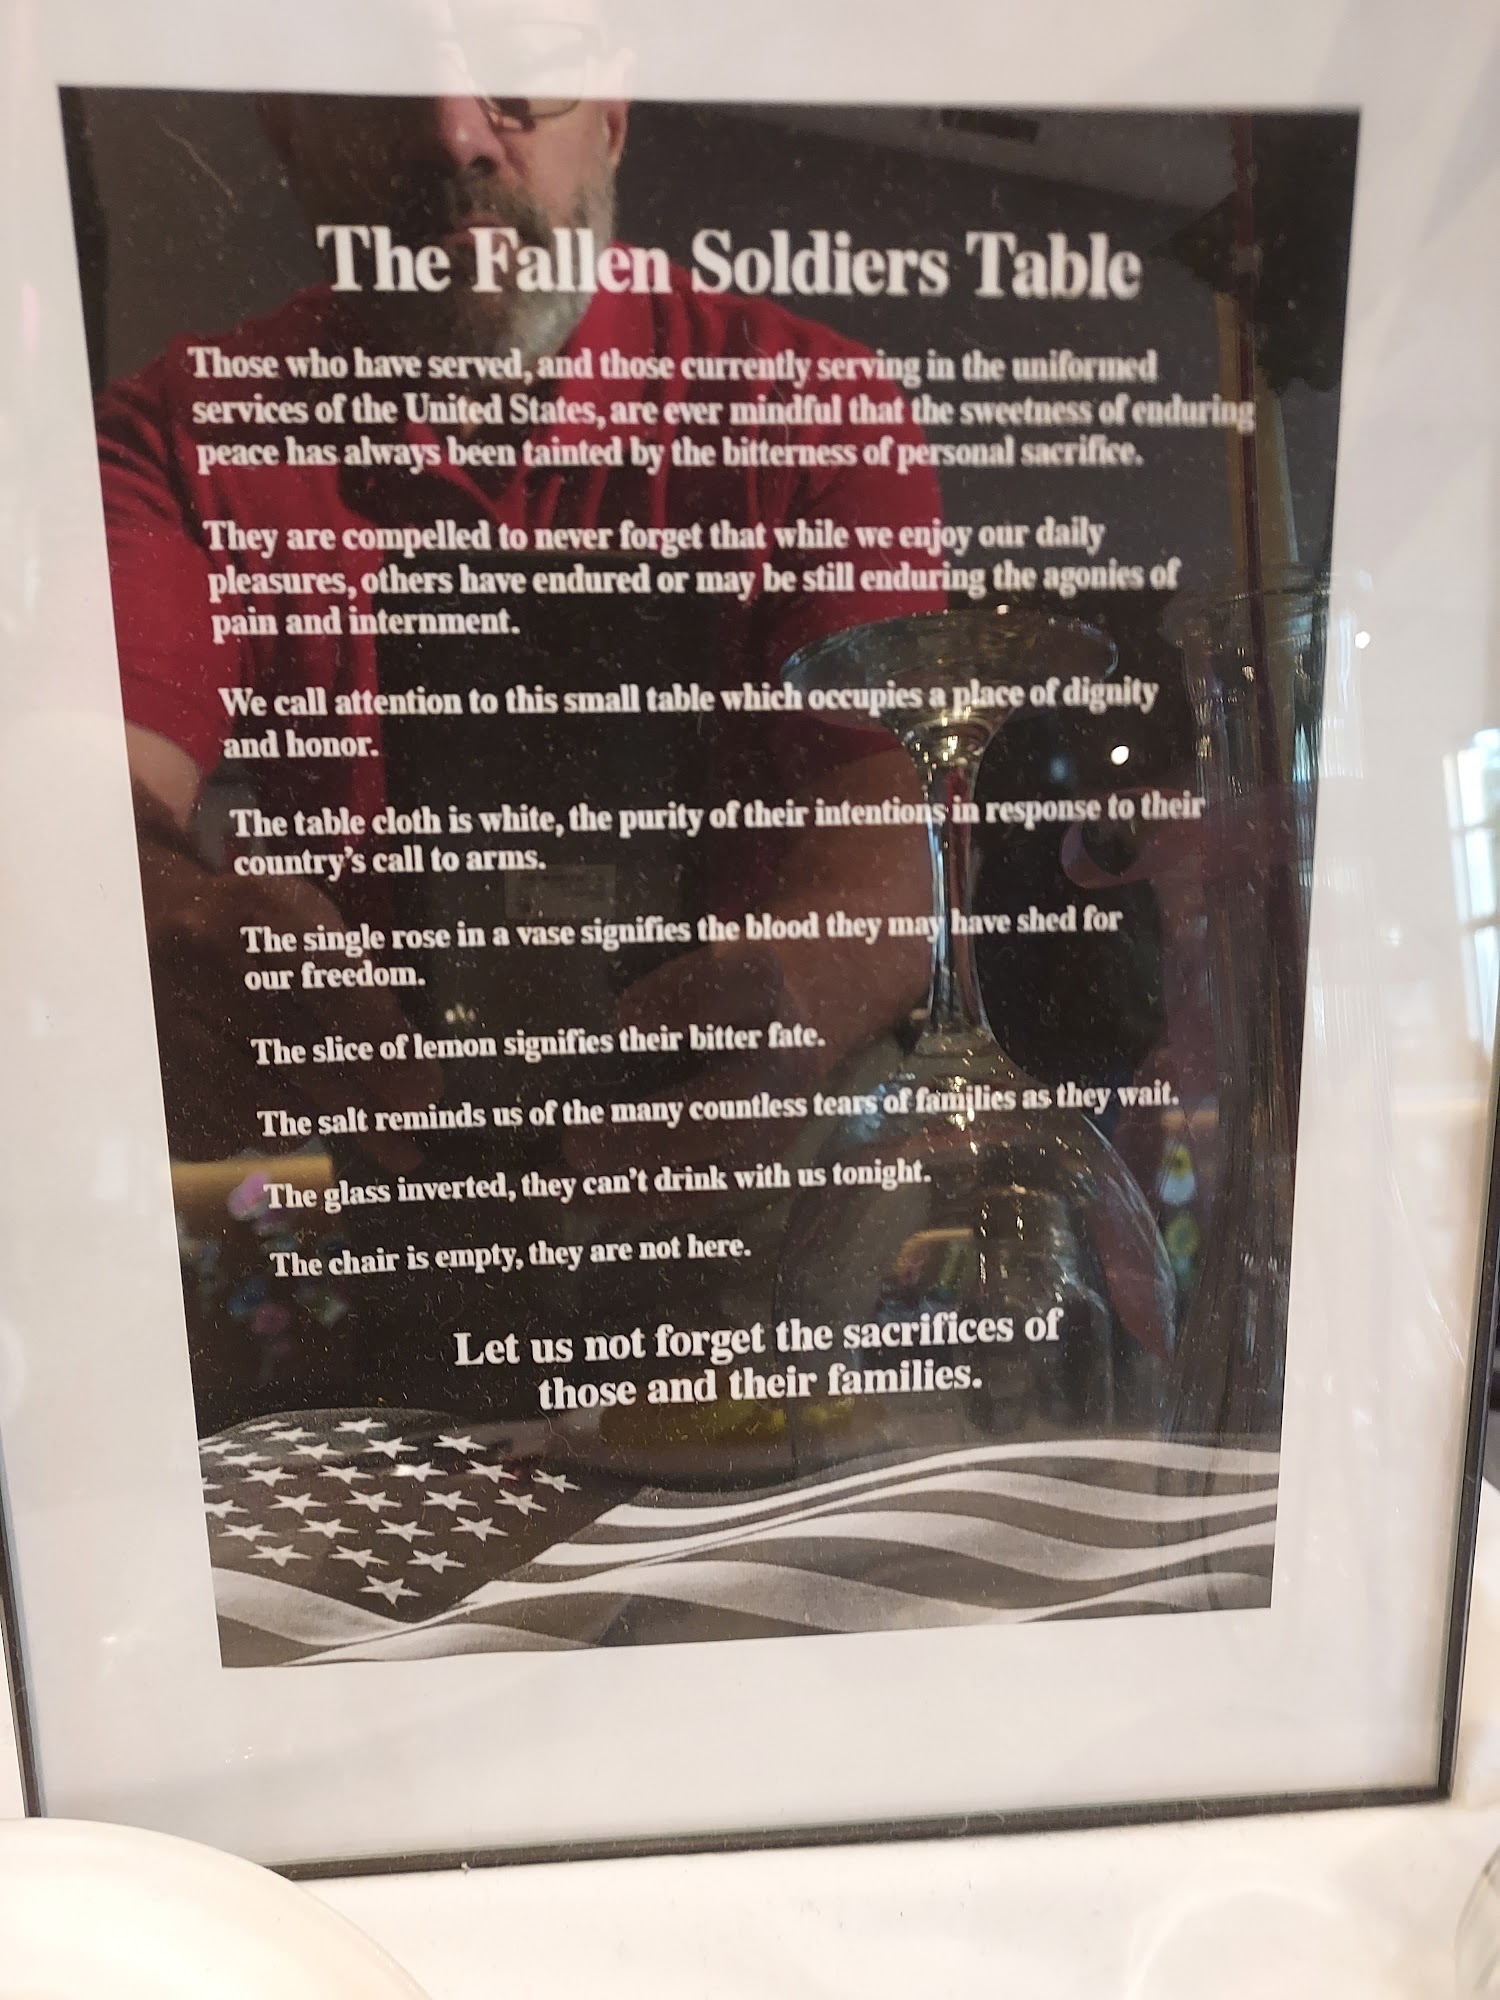 The Fallen Soldiers Table
Those who have served, and those currently serving in the uniformed
services of the United States, are ever mindful that the sweetness of enduring
peace has always been tainted by the bitterness of personal sacrifice.
They are compelled to never forget that while we enjoy our daily
pleasures, others have endured or may be still enduring the agonies of
pain and internment.
We call attention to this small table which occupies a place of dignity
and honor.
The table cloth is white, the purity of their intentions in response to their
country's call to arms.
The single rose in a vase signifies the blood they may have shed for
our freedom.
The slice of lemon signifies their bitter fate.
The salt reminds us of the many countless tears of families as they wait.
The glass inverted, they can't drink with us tonight.
The chair is empty, they are not here.
Let us not forget the sacrifices of
those and their families.